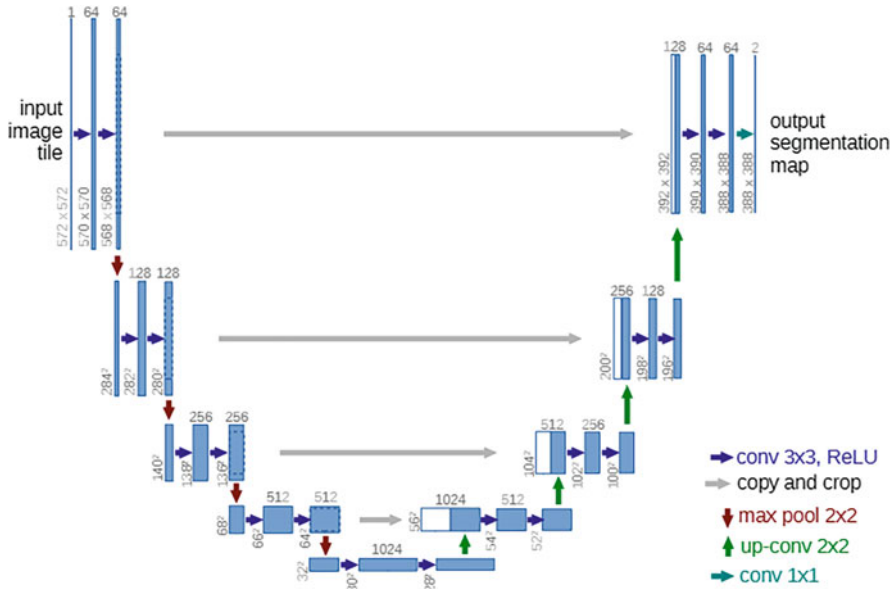 1 64 64
128 64 64 2
input
image
tile
output
segmentation
map
572 x 572
570 x 570
568 x 568
392 x 392
390 x 390
388 x 388
388 x 388
128 128
256 128
284²
282²
280²
200²
198²
196²
256 256
512 256
140²
138²
136²
104²
102²
100²
512 512
1024 512
68²
66²
64²
56²
54²
52²
1024
32²
30²
28²
conv 3x3, ReLU
copy and crop
max pool 2x2
up-conv 2x2
conv 1x1